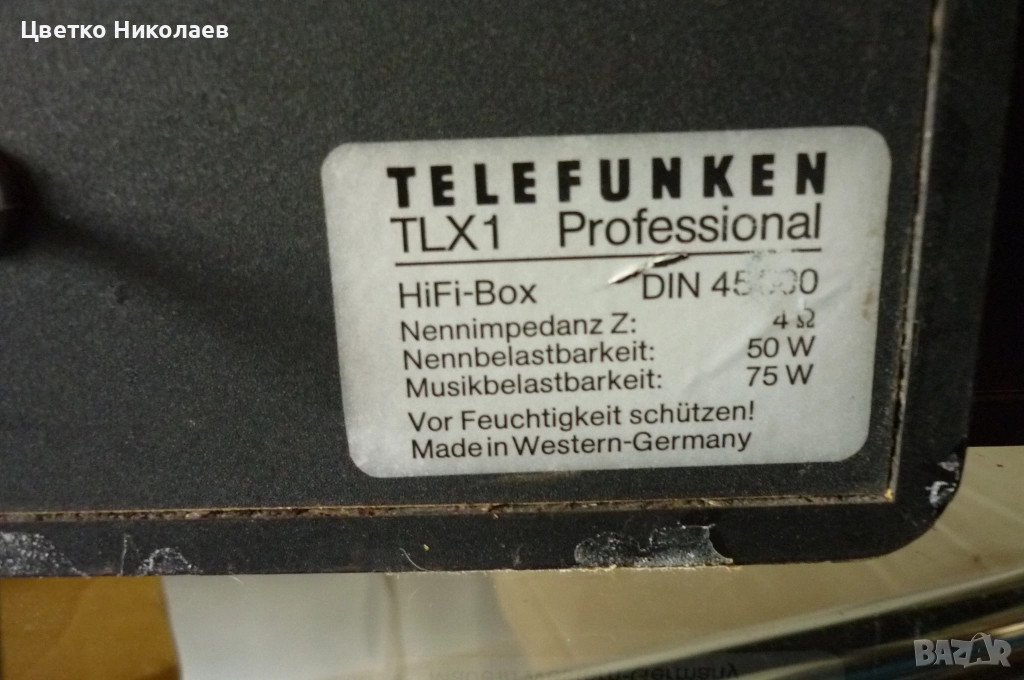 Цветко Николаев
TELEFUNKEN
TLX1 Professional
HiFi-Box DIN
Nennimpedanz Z: 4 Ω
Nennbelastbarkeit: 50 W
Musikbelastbarkeit: 75 W
Vor Feuchtigkeit schützen!
Made in Western-Germany
BAZAR